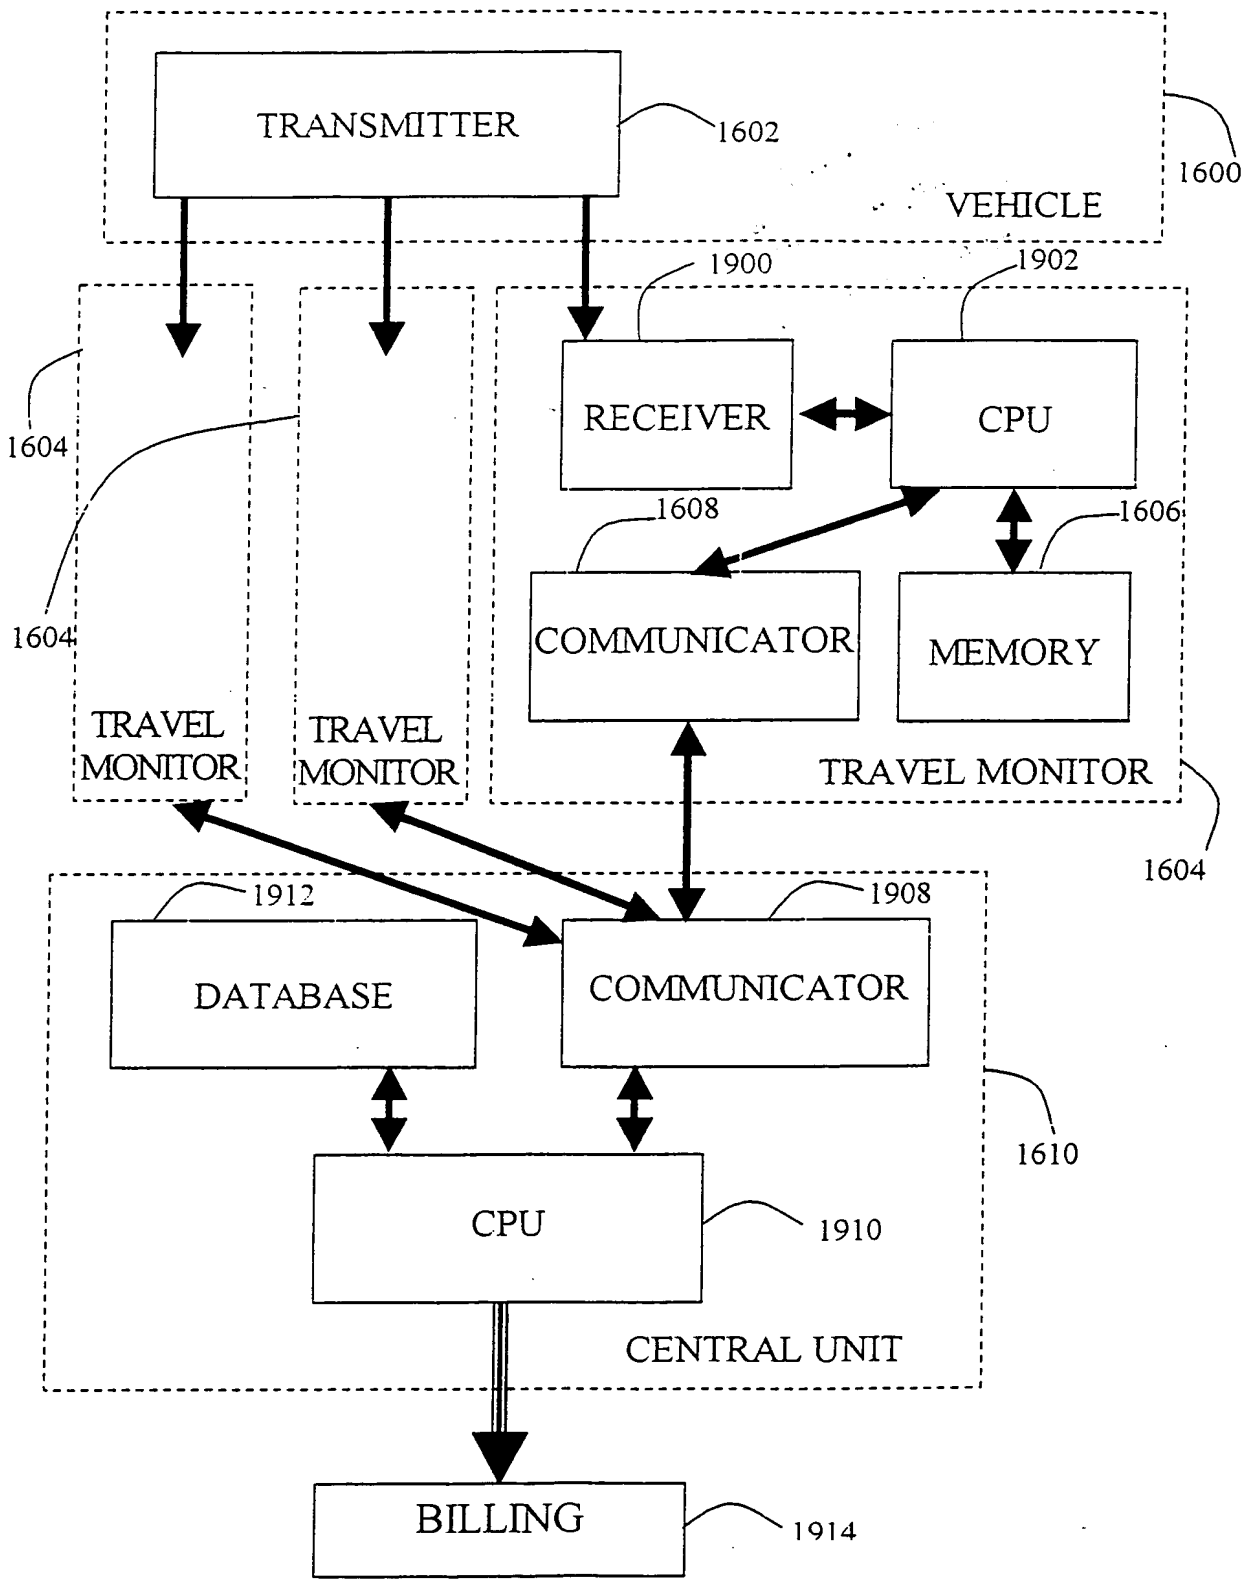 TRANSMITTER
1602
1600
VEHICLE
1900
1902
1604
RECEIVER
CPU
1608
1606
1604
COMMUNICATOR
MEMORY
TRAVEL
MONITOR
TRAVEL
MONITOR
TRAVEL MONITOR
1604
1912
1908
DATABASE
COMMUNICATOR
1610
CPU
1910
CENTRAL UNIT
BILLING
1914